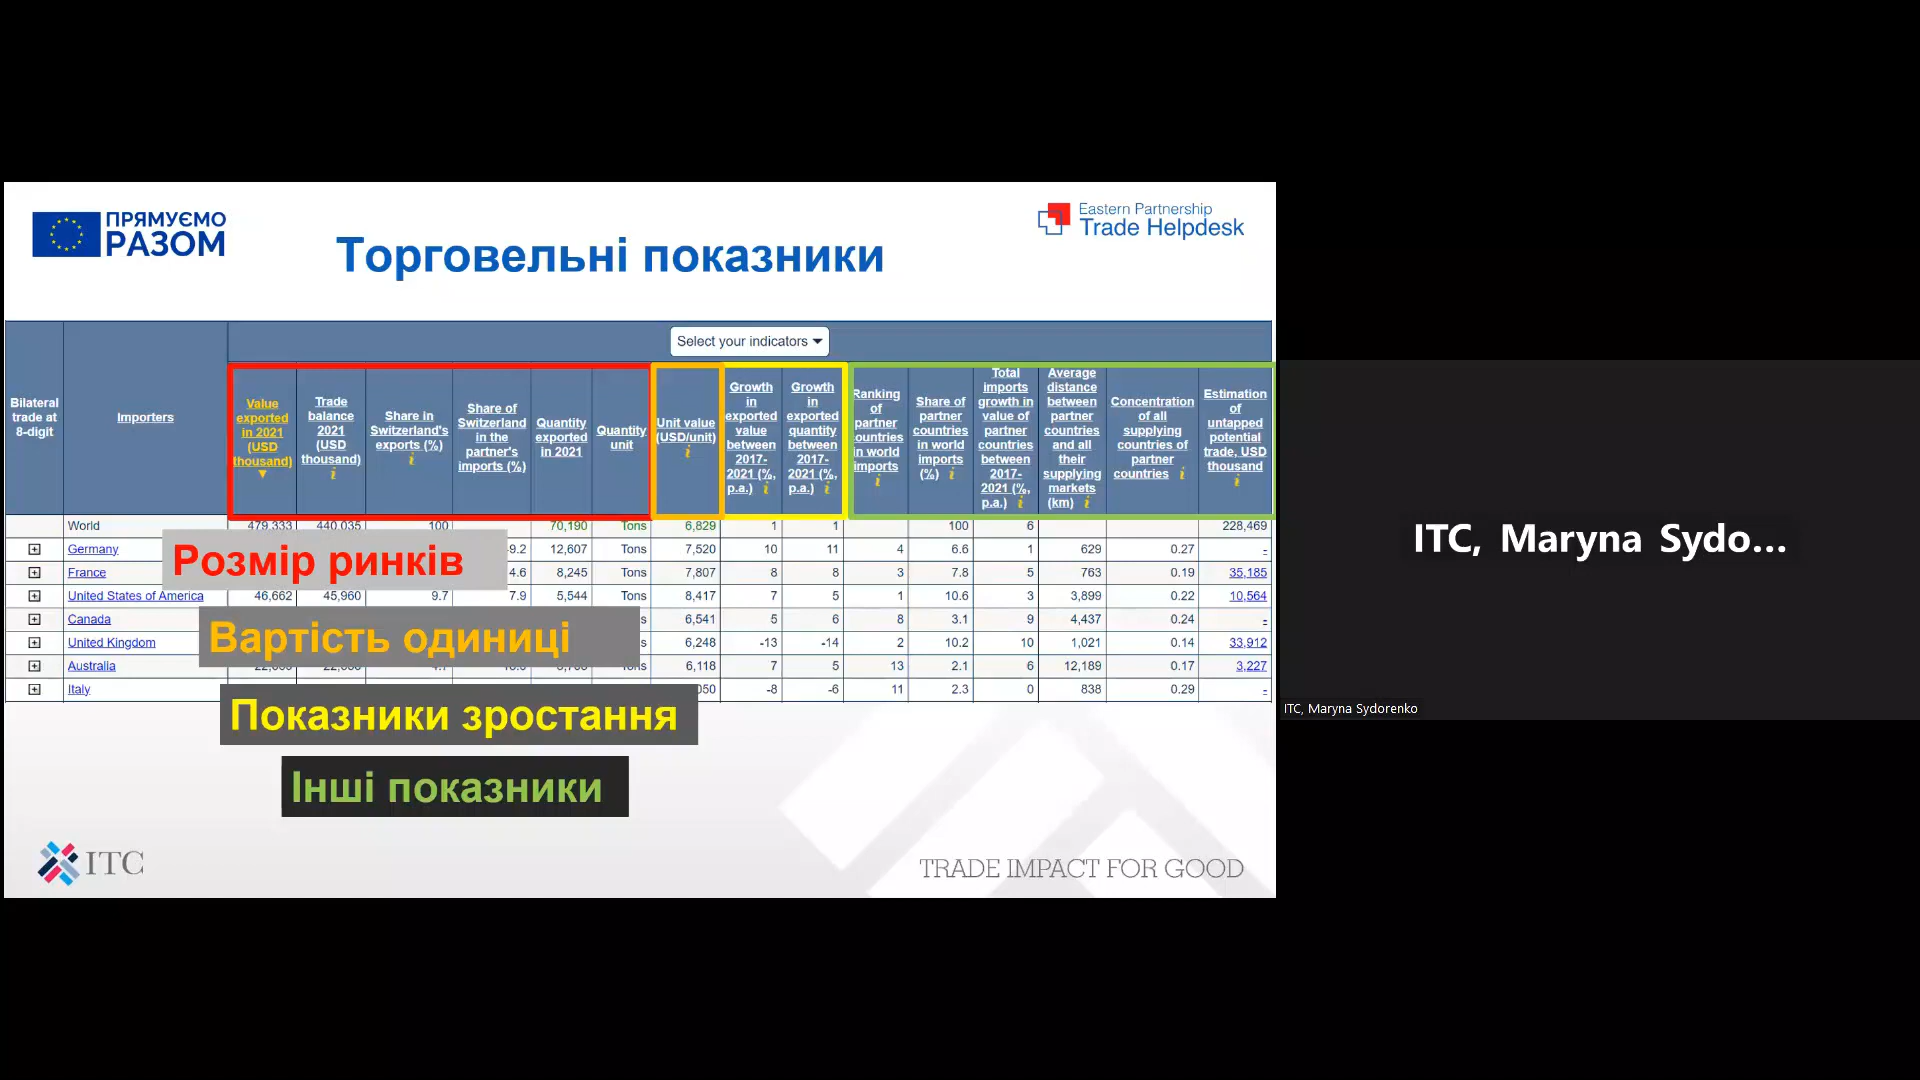 ПРЯМУЄМО
РАЗОМ
Торговельні показники
Eastern Partnership
Trade Helpdesk
Select your indicators
Bilateral trade at 8-digit
Importers
Value exported in 2021 (USD thousand)
Trade balance 2021 (USD thousand) i
Share in Switzerland's exports (%) i
Share of Switzerland in the partner's imports (%)
Quantity exported in 2021
Quantity unit
Unit value (USD/unit) i
Growth in exported value between 2017-2021 (%, p.a.) i
Growth in exported quantity between 2017-2021 (%, p.a.) i
Ranking of partner countries in world imports i
Share of partner countries in world imports (%) i
Total imports growth in value of partner countries between 2017-2021 (%, p.a.) i
Average distance between partner countries and all their supplying markets (km) i
Concentration of all supplying countries of partner countries i
Estimation of untapped potential trade, USD thousand i
World 479,333 440,035 100 70,190 Tons 6,829 1 1 100 6 228,469
Germany 12,607 Tons 7,520 10 11 4 6.6 1 629 0.27 -
France 4.6 8,245 Tons 7,807 8 8 3 7.8 5 763 0.19 35,185
United States of America 46,662 45,960 9.7 7.9 5,544 Tons 8,417 7 5 1 10.6 3 3,899 0.22 10,564
Canada 6,541 5 6 8 3.1 9 4,437 0.24 -
United Kingdom 6,248 -13 -14 2 10.2 10 1,021 0.14 33,912
Australia 6,118 7 5 13 2.1 6 12,189 0.17 3,227
Italy -8 -6 11 2.3 0 838 0.29 -
Розмір ринків
Вартість одиниці
Показники зростання
Інші показники
ITC
TRADE IMPACT FOR GOOD
ITC, Maryna Sydo...
ITC, Maryna Sydorenko